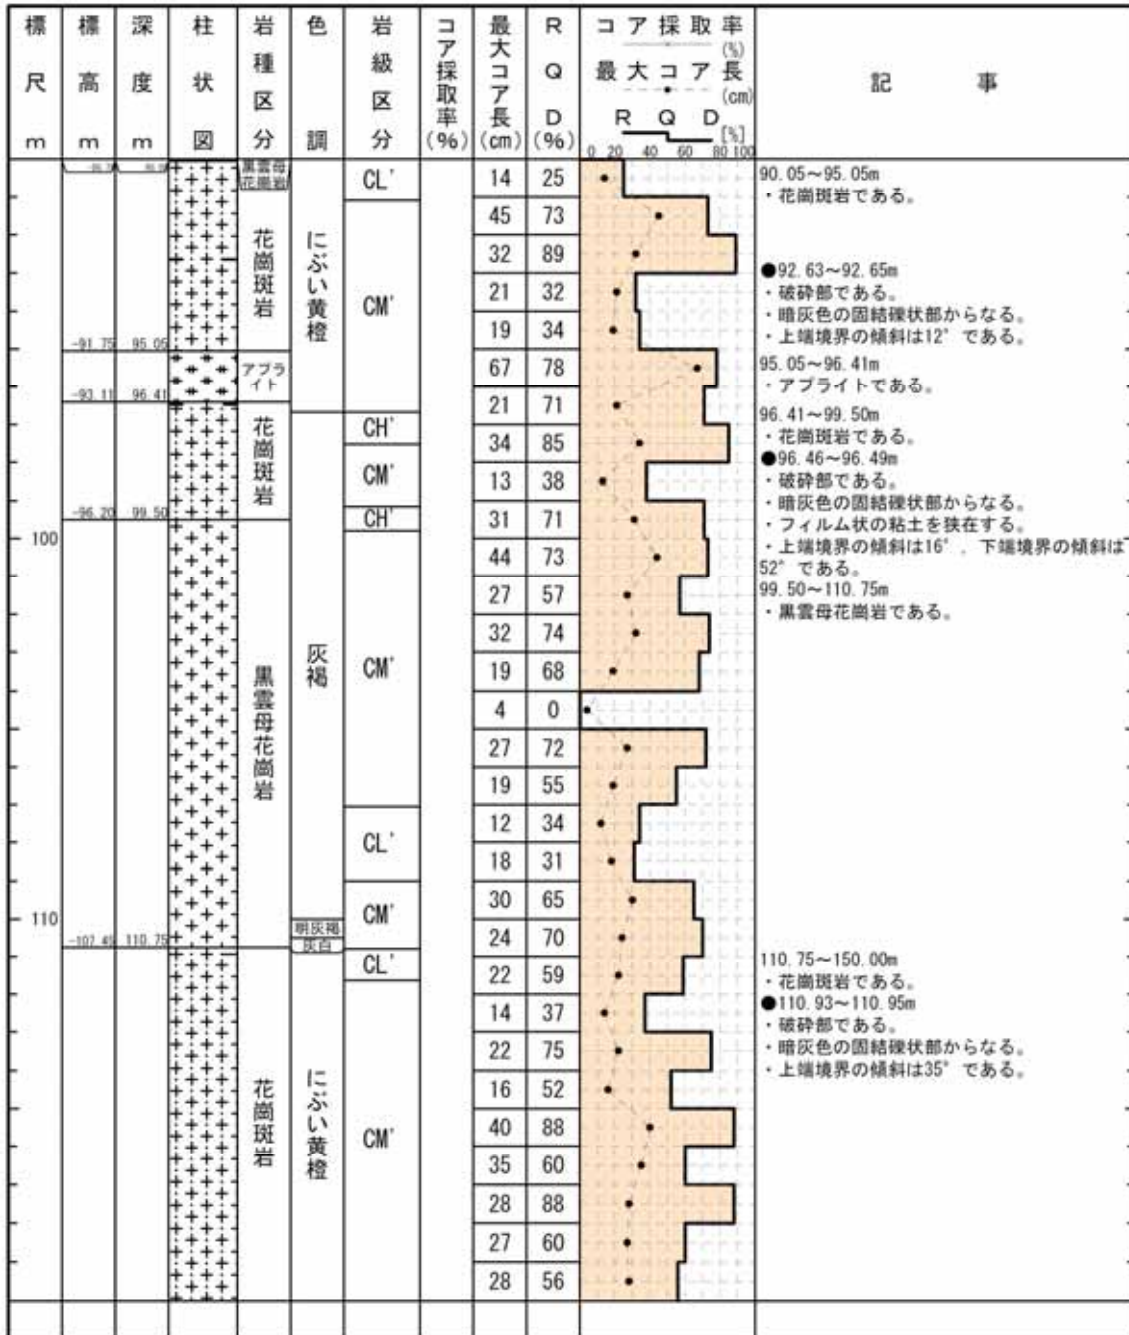 標尺 m
標高 m
深度 m
柱状図
岩種区分
色調
岩級区分
コア採取率 (%)
最大コア長 (cm)
RQD (%)
コア採取率 (%)
最大コア長 (cm)
RQD [%]
0 20 40 60 80 100
記事
黒雲母花崗岩
花崗斑岩
アプライト
花崗斑岩
黒雲母花崗岩
花崗斑岩
-91.75 95.05
-93.11 96.41
-96.20 99.50
-107.45 110.75
100
110
にぶい黄橙
灰褐
明灰褐
灰白
にぶい黄橙
CL'
CM'
CH'
CM'
CH'
CM'
CL'
CM'
CL'
CM'
14 25
45 73
32 89
21 32
19 34
67 78
21 71
34 85
13 38
31 71
44 73
27 57
32 74
19 68
4 0
27 72
19 55
12 34
18 31
30 65
24 70
22 59
14 37
22 75
16 52
40 88
35 60
28 88
27 60
28 56
90.05～95.05m
・花崗斑岩である。
●92.63～92.65m
・破砕部である。
・暗灰色の固結礫状部からなる。
・上端境界の傾斜は12°である。
95.05～96.41m
・アプライトである。
96.41～99.50m
・花崗斑岩である。
●96.46～96.49m
・破砕部である。
・暗灰色の固結礫状部からなる。
・フィルム状の粘土を狭在する。
・上端境界の傾斜は16°，下端境界の傾斜は
52°である。
99.50～110.75m
・黒雲母花崗岩である。
110.75～150.00m
・花崗斑岩である。
●110.93～110.95m
・破砕部である。
・暗灰色の固結礫状部からなる。
・上端境界の傾斜は35°である。